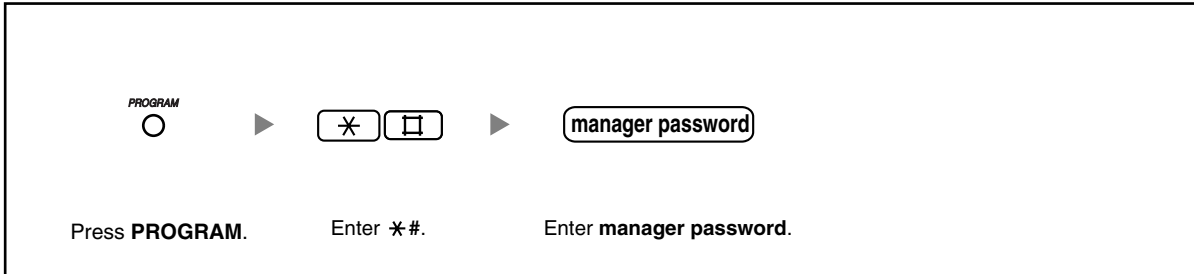 PROGRAM
* #
manager password
Press PROGRAM.
Enter *#.
Enter manager password.